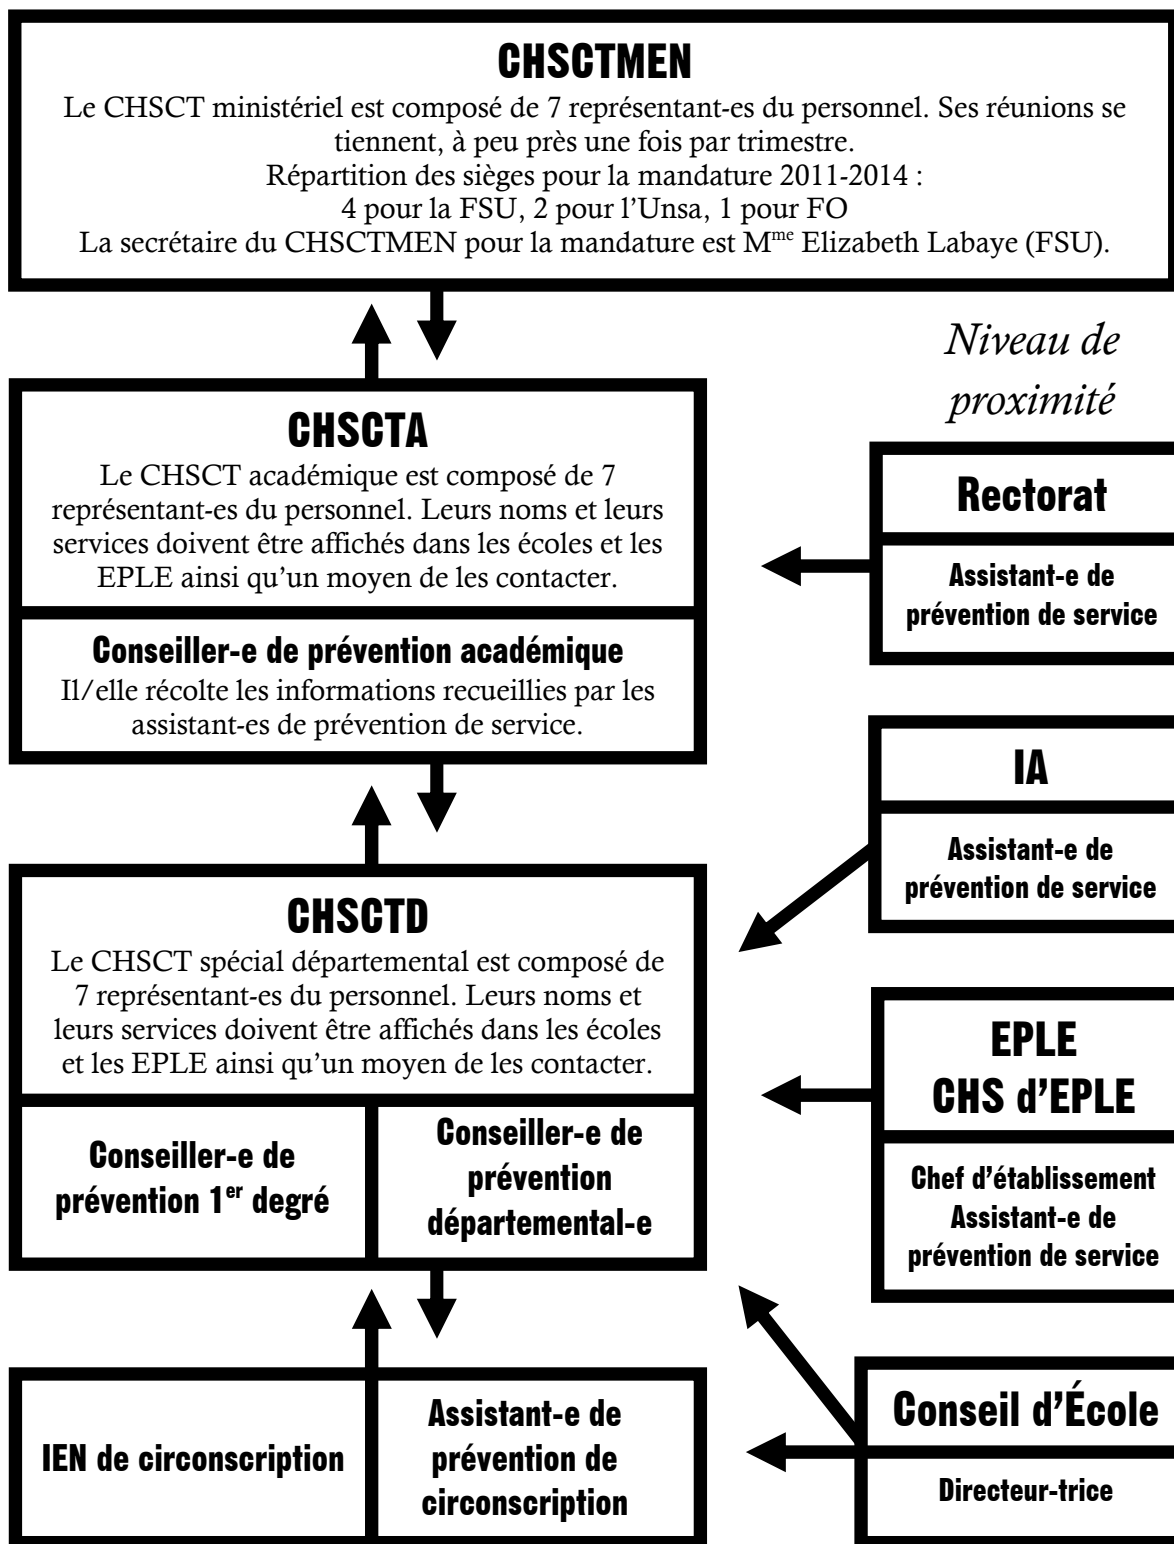 CHSCTMEN
Le CHSCT ministériel est composé de 7 représentant-es du personnel. Ses réunions se
tiennent, à peu près une fois par trimestre.
Répartition des sièges pour la mandature 2011-2014 :
4 pour la FSU, 2 pour l’Unsa, 1 pour FO
La secrétaire du CHSCTMEN pour la mandature est Mme Elizabeth Labaye (FSU).
Niveau de
proximité
CHSCTA
Le CHSCT académique est composé de 7
représentant-es du personnel. Leurs noms et leurs
services doivent être affichés dans les écoles et les
EPLE ainsi qu’un moyen de les contacter.
Conseiller-e de prévention académique
Il/elle récolte les informations recueillies par les
assistant-es de prévention de service.
Rectorat
Assistant-e de
prévention de service
IA
Assistant-e de
prévention de service
CHSCTD
Le CHSCT spécial départemental est composé de
7 représentant-es du personnel. Leurs noms et
leurs services doivent être affichés dans les écoles
et les EPLE ainsi qu’un moyen de les contacter.
Conseiller-e de
prévention 1er degré
Conseiller-e de
prévention
départemental-e
EPLE
CHS d’EPLE
Chef d’établissement
Assistant-e de
prévention de service
IEN de circonscription
Assistant-e de
prévention de
circonscription
Conseil d’École
Directeur-trice